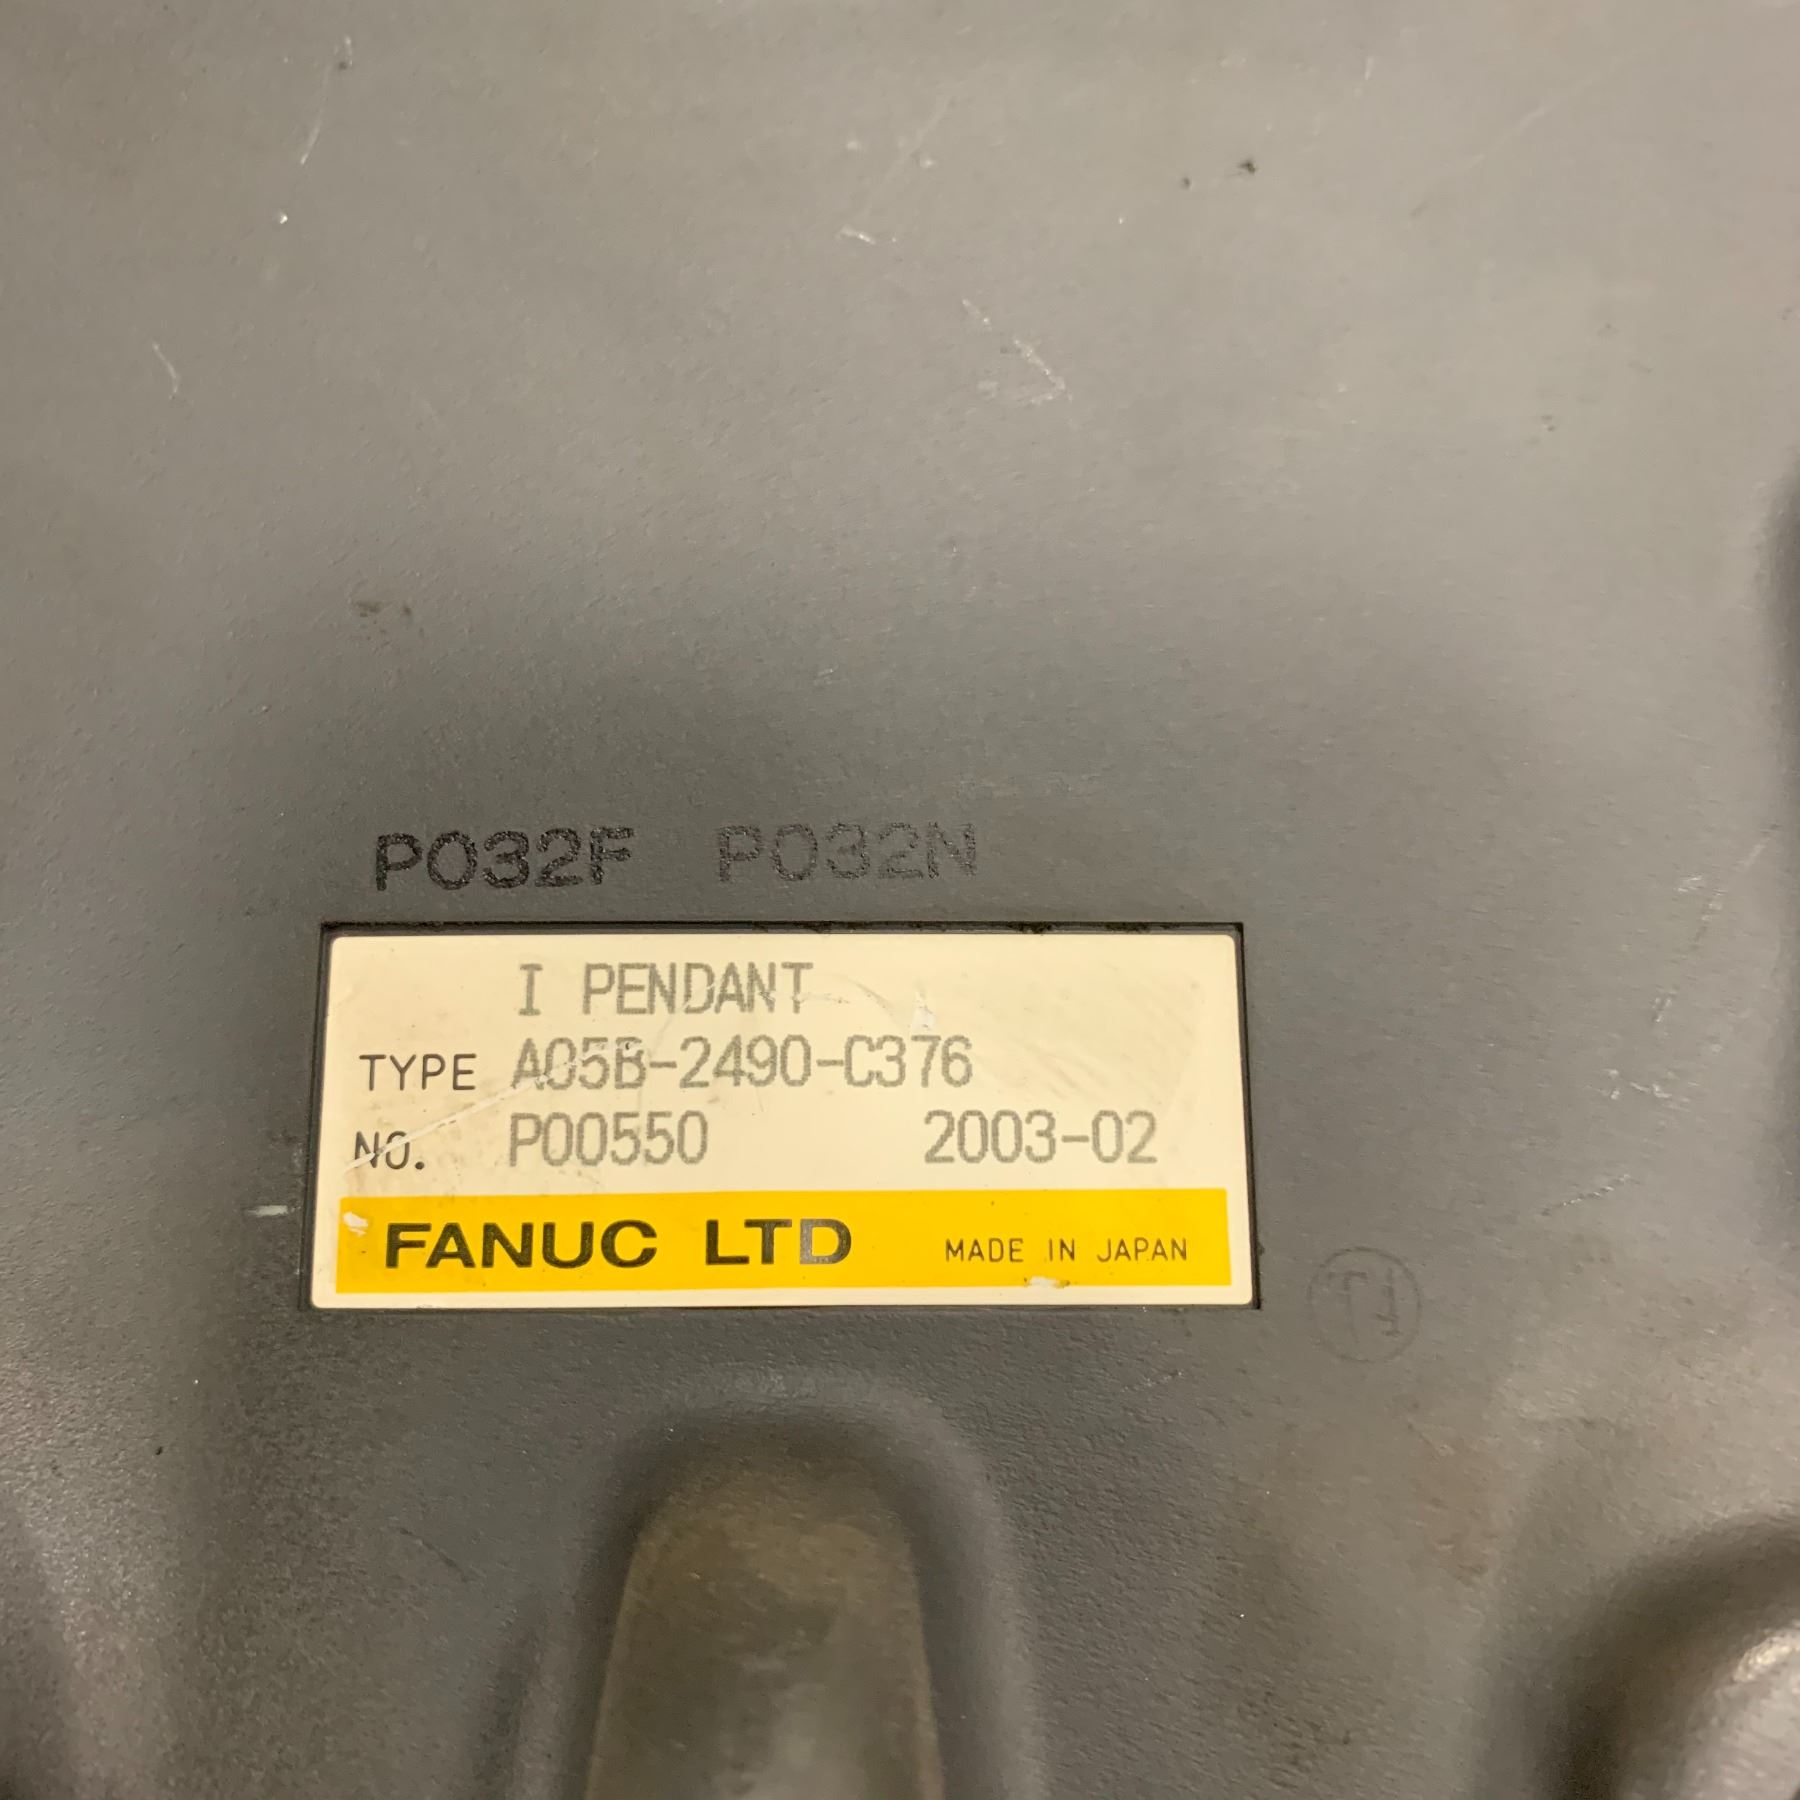 P032F P032N
I PENDANT
TYPE A05B-2490-C376
NO. P00550 2003-02
FANUC LTD MADE IN JAPAN